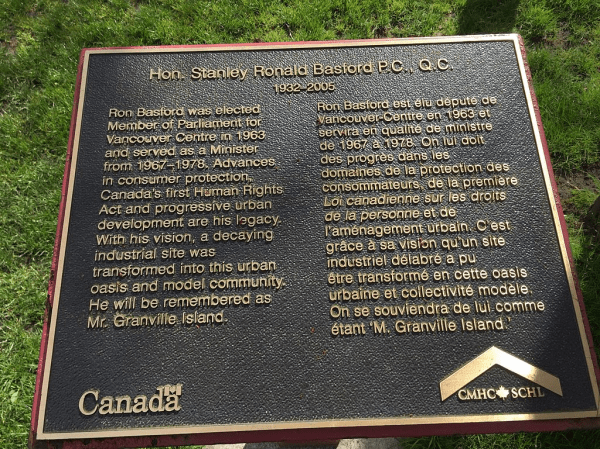 Hon. Stanley Ronald Basford P.C., Q.C.
1932–2005
Ron Basford was elected
Member of Parliament for
Vancouver Centre in 1963
and served as a Minister
from 1967–1978. Advances
in consumer protection,
Canada's first Human Rights
Act and progressive urban
development are his legacy.
With his vision, a decaying
industrial site was
transformed into this urban
oasis and model community.
He will be remembered as
Mr. Granville Island.
Ron Basford est élu député de
Vancouver-Centre en 1963 et
servira en qualité de ministre
de 1967 à 1978. On lui doit
des progrès dans les
domaines de la protection des
consommateurs, de la première
Loi canadienne sur les droits
de la personne et de
l'aménagement urbain. C'est
grâce à sa vision qu'un site
industriel délabré a pu
être transformé en cette oasis
urbaine et collectivité modèle.
On se souviendra de lui comme
étant 'M. Granville Island.'
Canada
CMHC SCHL